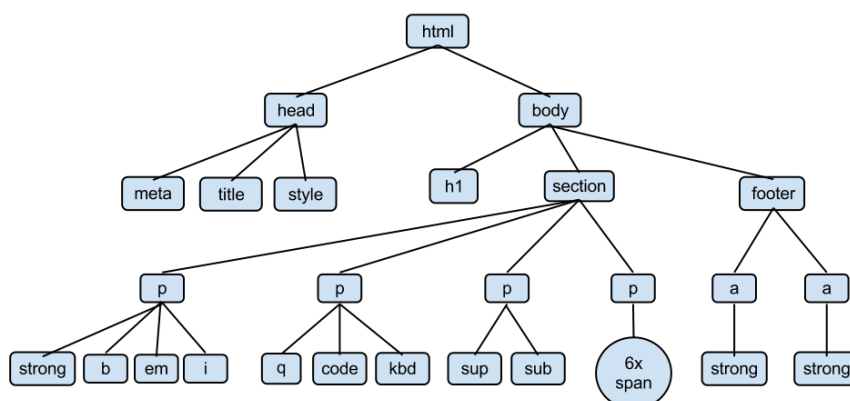 html
head body
meta title style h1 section footer
p p p p a a
strong b em i q code kbd sup sub 6x span strong strong